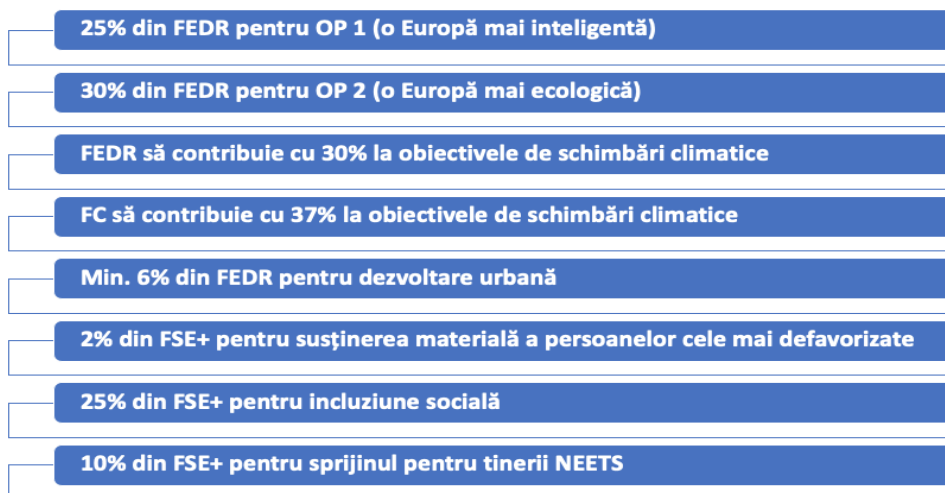 25% din FEDR pentru OP 1 (o Europă mai inteligentă)
30% din FEDR pentru OP 2 (o Europă mai ecologică)
FEDR să contribuie cu 30% la obiectivele de schimbări climatice
FC să contribuie cu 37% la obiectivele de schimbări climatice
Min. 6% din FEDR pentru dezvoltare urbană
2% din FSE+ pentru susținerea materială a persoanelor cele mai defavorizate
25% din FSE+ pentru incluziune socială
10% din FSE+ pentru sprijinul pentru tinerii NEETS